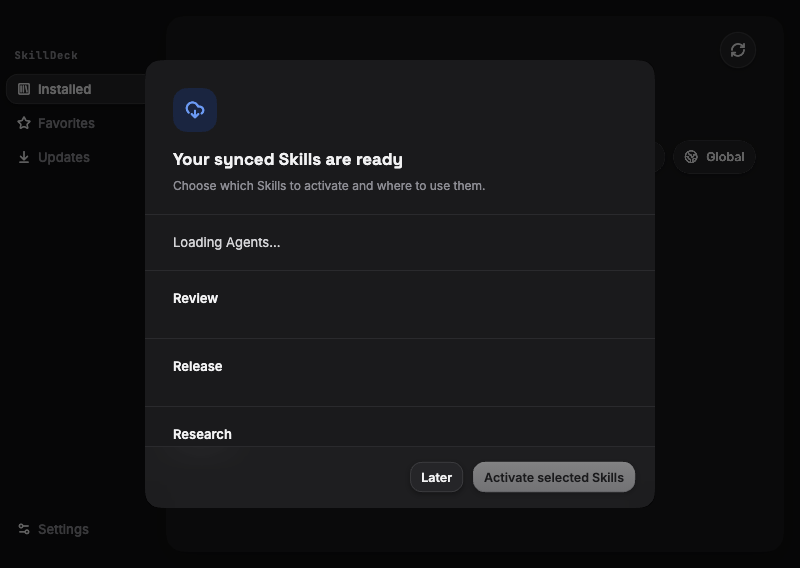 SkillDeck
Installed
Favorites
Updates
Global
Your synced Skills are ready
Choose which Skills to activate and where to use them.
Loading Agents...
Review
Release
Research
Later
Activate selected Skills
Settings